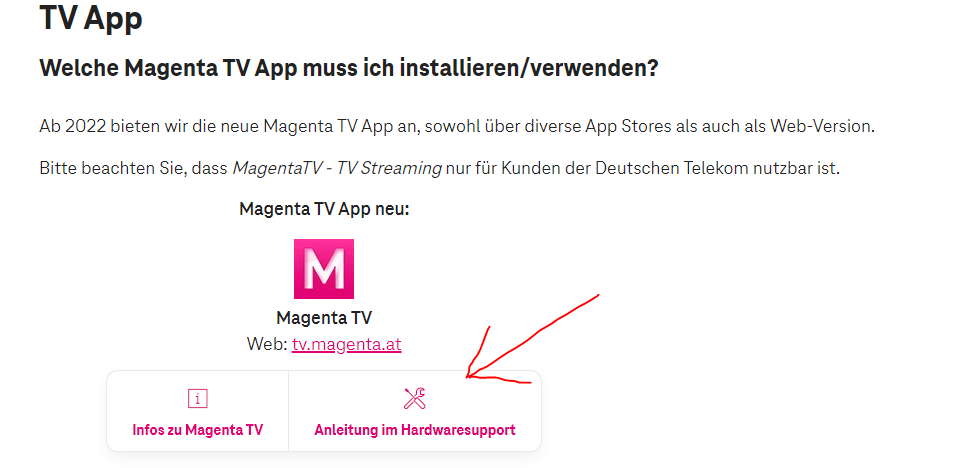 TV App
Welche Magenta TV App muss ich installieren/verwenden?
Ab 2022 bieten wir die neue Magenta TV App an, sowohl über diverse App Stores als auch als Web-Version.
Bitte beachten Sie, dass MagentaTV - TV Streaming nur für Kunden der Deutschen Telekom nutzbar ist.
Magenta TV App neu:
M
Magenta TV
Web: tv.magenta.at
i
Infos zu Magenta TV
Anleitung im Hardwaresupport